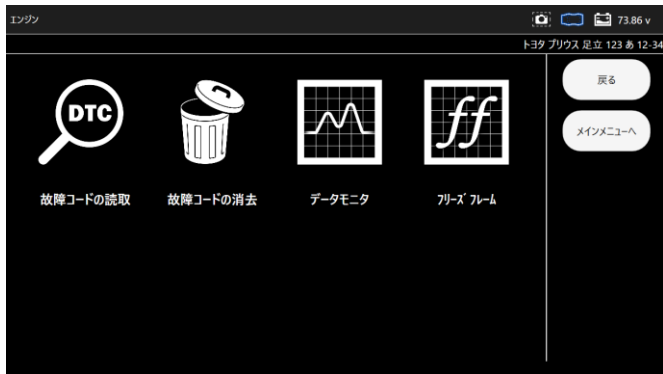 エンジン
73.86 v
トヨタ プリウス 足立 123 あ 12-34
戻る
メインメニューへ
DTC
ff
故障コードの読取
故障コードの消去
データモニタ
フリーズ フレーム